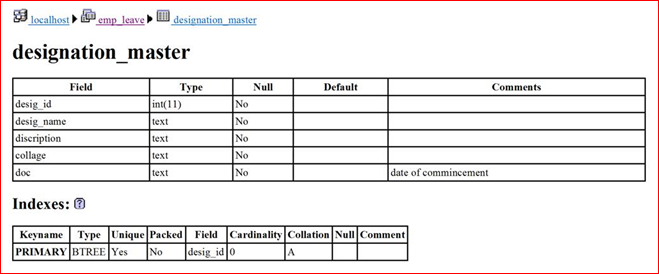 localhost emp_leave designation_master
designation_master
Field Type Null Default Comments
desig_id int(11) No
desig_name text No
discription text No
collage text No
doc text No date of commincement
Indexes:
Keyname Type Unique Packed Field Cardinality Collation Null Comment
PRIMARY BTREE Yes No desig_id 0 A